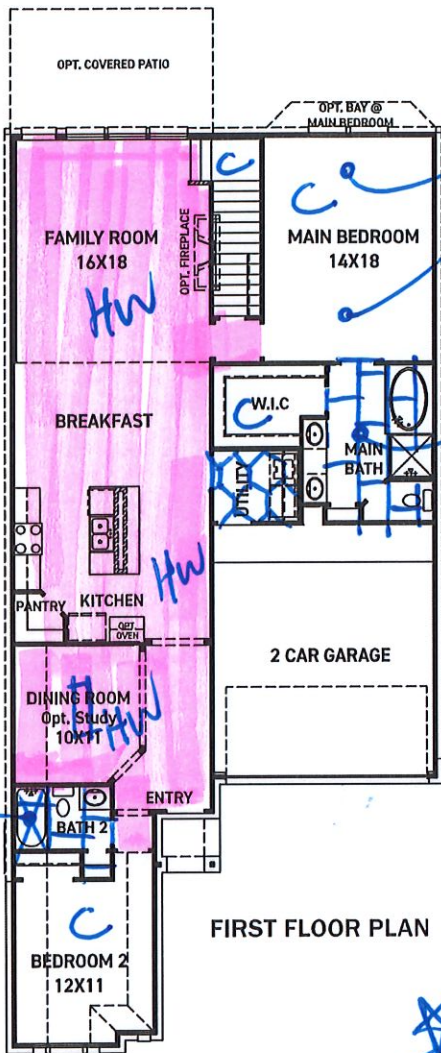 OPT. COVERED PATIO
OPT. BAY @
MAIN BEDROOM
C
C
FAMILY ROOM
16X18
OPT. FIREPLACE
MAIN BEDROOM
14X18
HW
W.I.C
C
BREAKFAST
MAIN
BATH
UTILITY
KITCHEN
HW
PANTRY
OPT.
OVEN
2 CAR GARAGE
DINING ROOM
Opt. Study
10X11
HW
ENTRY
BATH 2
C
FIRST FLOOR PLAN
BEDROOM 2
12X11